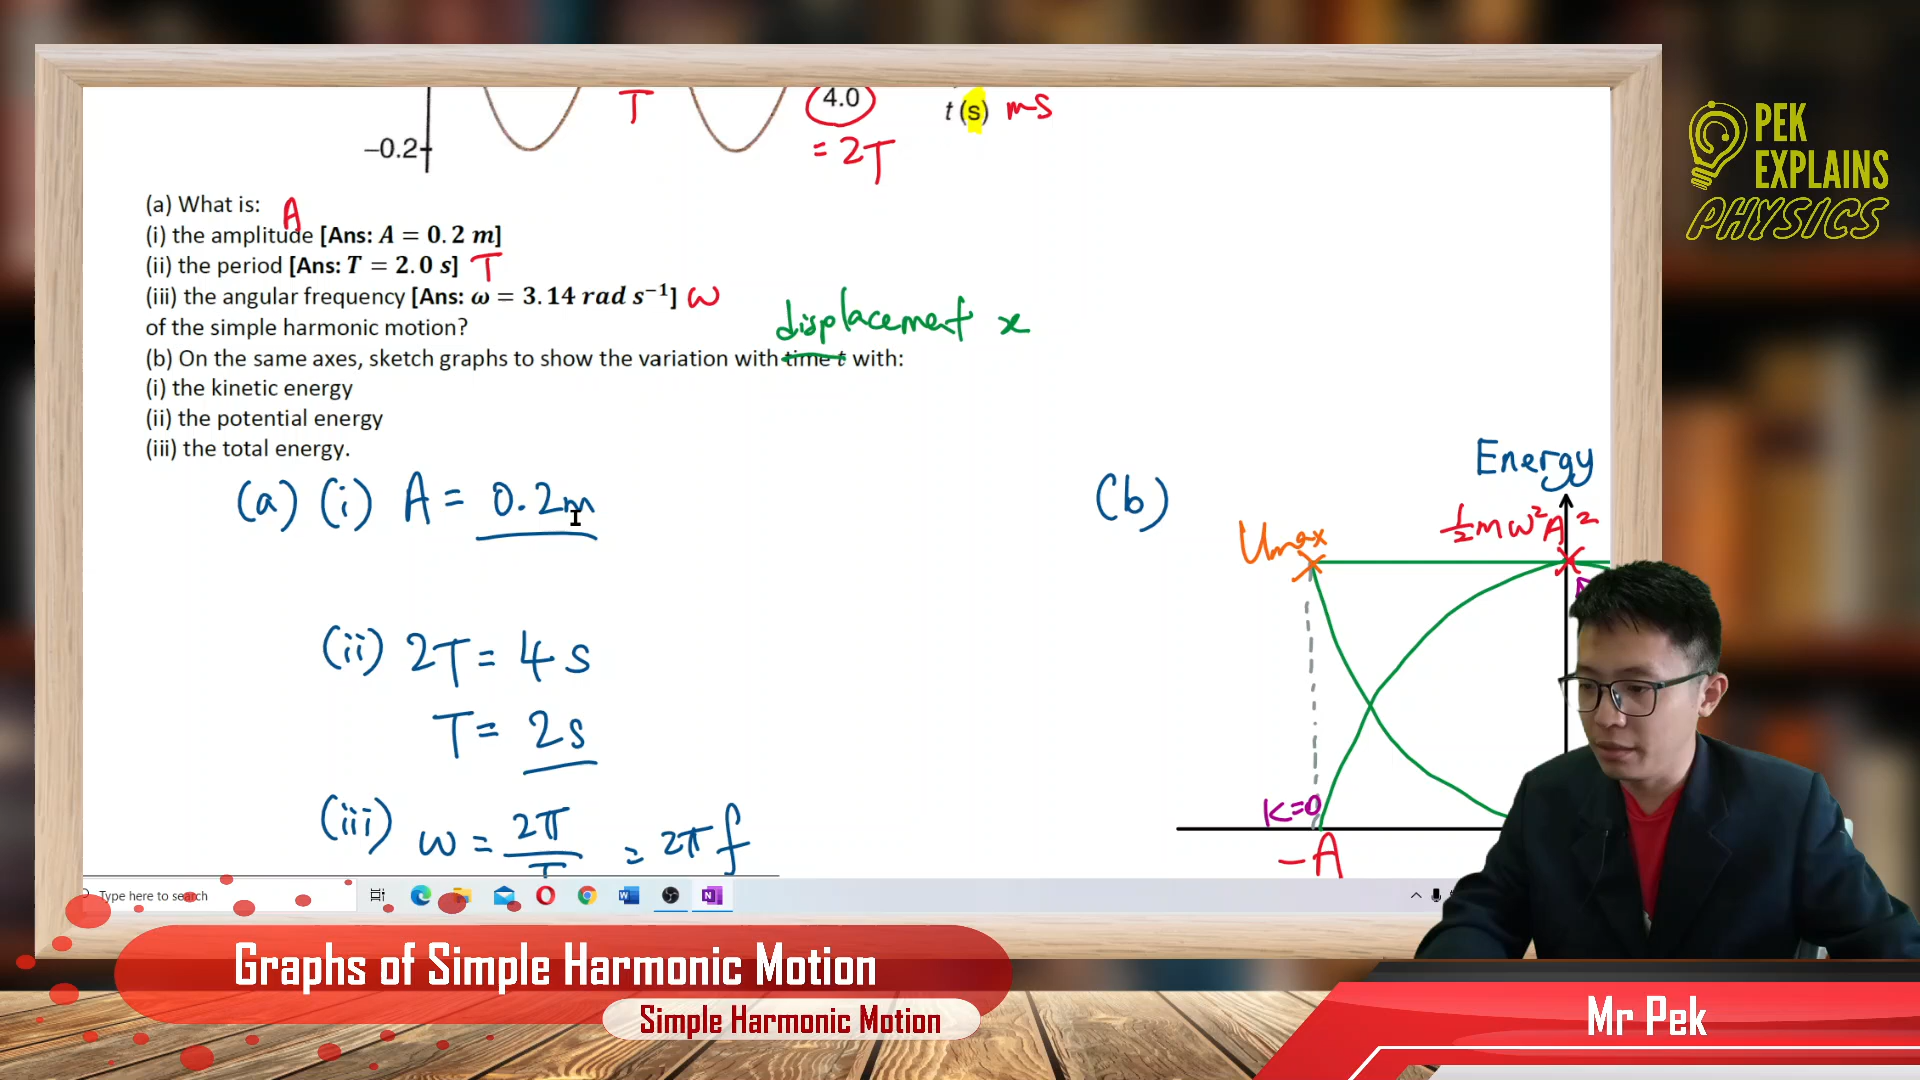 4.0
T
t (s) ms
−0.2
= 2T
PEK
EXPLAINS
PHYSICS
(a) What is:
A
(i) the amplitude [Ans: A = 0.2 m]
(ii) the period [Ans: T = 2.0 s] T
(iii) the angular frequency [Ans: ω = 3.14 rad s⁻¹] ω
of the simple harmonic motion?
displacement x
(b) On the same axes, sketch graphs to show the variation with time t with:
(i) the kinetic energy
(ii) the potential energy
(iii) the total energy.
(a) (i) A = 0.2m
(ii) 2T = 4 s
T = 2s
(iii) ω = 2π/T = 2πf
(b)
Energy
½mω²A²
Umax
K=0
−A
Type here to search
Graphs of Simple Harmonic Motion
Simple Harmonic Motion
Mr Pek